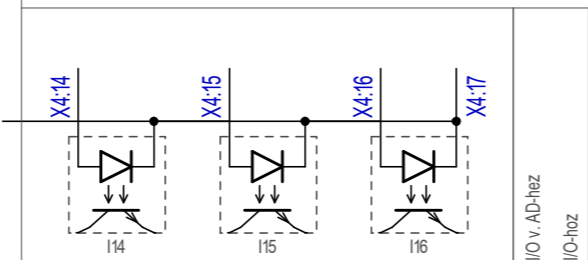 X4:14
X4:15
X4:16
X4:17
I14
I15
I16
I/O v. AD-hez
I/O-hoz